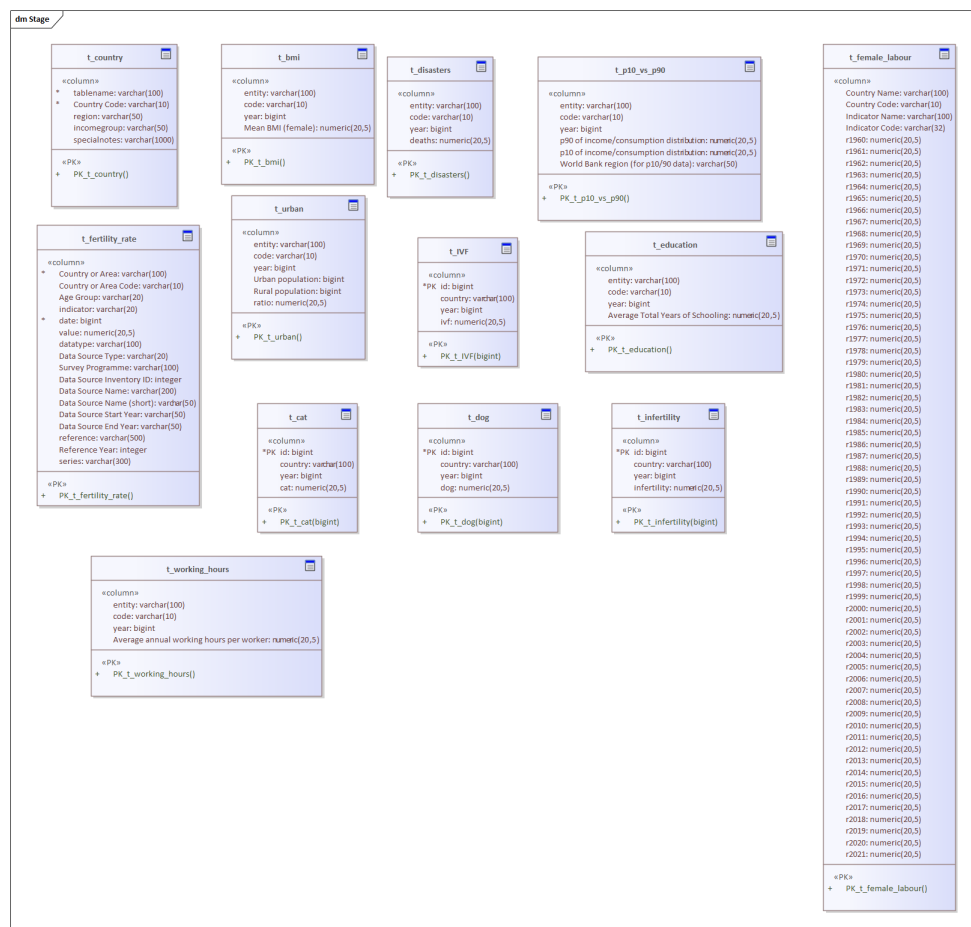 dm Stage
t_country
«column»
* tablename: varchar(100)
* Country Code: varchar(10)
region: varchar(50)
incomegroup: varchar(50)
specialnotes: varchar(1000)
«PK»
+ PK_t_country()
t_bmi
«column»
entity: varchar(100)
code: varchar(10)
year: bigint
Mean BMI (female): numeric(20,5)
«PK»
+ PK_t_bmi()
t_disasters
«column»
entity: varchar(100)
code: varchar(10)
year: bigint
deaths: numeric(20,5)
«PK»
+ PK_t_disasters()
t_p10_vs_p90
«column»
entity: varchar(100)
code: varchar(10)
year: bigint
p90 of income/consumption distribution: numeric(20,5)
p10 of income/consumption distribution: numeric(20,5)
World Bank region (for p10/90 data): varchar(50)
«PK»
+ PK_t_p10_vs_p90()
t_female_labour
«column»
Country Name: varchar(100)
Country Code: varchar(10)
Indicator Name: varchar(100)
Indicator Code: varchar(32)
r1960: numeric(20,5)
r1961: numeric(20,5)
r1962: numeric(20,5)
r1963: numeric(20,5)
r1964: numeric(20,5)
r1965: numeric(20,5)
r1966: numeric(20,5)
r1967: numeric(20,5)
r1968: numeric(20,5)
r1969: numeric(20,5)
r1970: numeric(20,5)
r1971: numeric(20,5)
r1972: numeric(20,5)
r1973: numeric(20,5)
r1974: numeric(20,5)
r1975: numeric(20,5)
r1976: numeric(20,5)
r1977: numeric(20,5)
r1978: numeric(20,5)
r1979: numeric(20,5)
r1980: numeric(20,5)
r1981: numeric(20,5)
r1982: numeric(20,5)
r1983: numeric(20,5)
r1984: numeric(20,5)
r1985: numeric(20,5)
r1986: numeric(20,5)
r1987: numeric(20,5)
r1988: numeric(20,5)
r1989: numeric(20,5)
r1990: numeric(20,5)
r1991: numeric(20,5)
r1992: numeric(20,5)
r1993: numeric(20,5)
r1994: numeric(20,5)
r1995: numeric(20,5)
r1996: numeric(20,5)
r1997: numeric(20,5)
r1998: numeric(20,5)
r1999: numeric(20,5)
r2000: numeric(20,5)
r2001: numeric(20,5)
r2002: numeric(20,5)
r2003: numeric(20,5)
r2004: numeric(20,5)
r2005: numeric(20,5)
r2006: numeric(20,5)
r2007: numeric(20,5)
r2008: numeric(20,5)
r2009: numeric(20,5)
r2010: numeric(20,5)
r2011: numeric(20,5)
r2012: numeric(20,5)
r2013: numeric(20,5)
r2014: numeric(20,5)
r2015: numeric(20,5)
r2016: numeric(20,5)
r2017: numeric(20,5)
r2018: numeric(20,5)
r2019: numeric(20,5)
r2020: numeric(20,5)
r2021: numeric(20,5)
«PK»
+ PK_t_female_labour()
t_fertility_rate
«column»
* Country or Area: varchar(100)
Country or Area Code: varchar(10)
Age Group: varchar(20)
indicator: varchar(20)
* date: bigint
value: numeric(20,5)
datatype: varchar(100)
Data Source Type: varchar(20)
Survey Programme: varchar(100)
Data Source Inventory ID: integer
Data Source Name: varchar(200)
Data Source Name (short): varchar(50)
Data Source Start Year: varchar(50)
Data Source End Year: varchar(50)
reference: varchar(500)
Reference Year: integer
series: varchar(300)
«PK»
+ PK_t_fertility_rate()
t_urban
«column»
entity: varchar(100)
code: varchar(10)
year: bigint
Urban population: bigint
Rural population: bigint
ratio: numeric(20,5)
«PK»
+ PK_t_urban()
t_IVF
«column»
*PK id: bigint
country: varchar(100)
year: bigint
ivf: numeric(20,5)
«PK»
+ PK_t_IVF(bigint)
t_education
«column»
entity: varchar(100)
code: varchar(10)
year: bigint
Average Total Years of Schooling: numeric(20,5)
«PK»
+ PK_t_education()
t_cat
«column»
*PK id: bigint
country: varchar(100)
year: bigint
cat: numeric(20,5)
«PK»
+ PK_t_cat(bigint)
t_dog
«column»
*PK id: bigint
country: varchar(100)
year: bigint
dog: numeric(20,5)
«PK»
+ PK_t_dog(bigint)
t_infertility
«column»
*PK id: bigint
country: varchar(100)
year: bigint
infertility: numeric(20,5)
«PK»
+ PK_t_infertility(bigint)
t_working_hours
«column»
entity: varchar(100)
code: varchar(10)
year: bigint
Average annual working hours per worker: numeric(20,5)
«PK»
+ PK_t_working_hours()